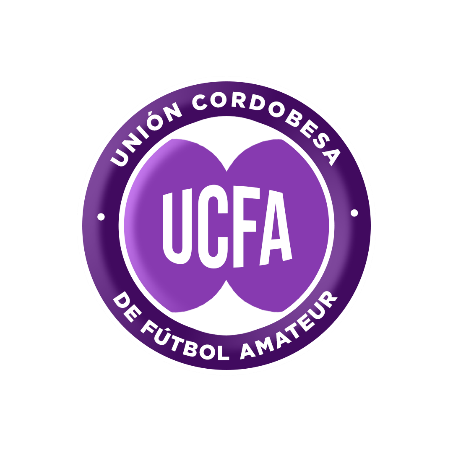 UNIÓN CORDOBESA
UCFA
DE FÚTBOL AMATEUR